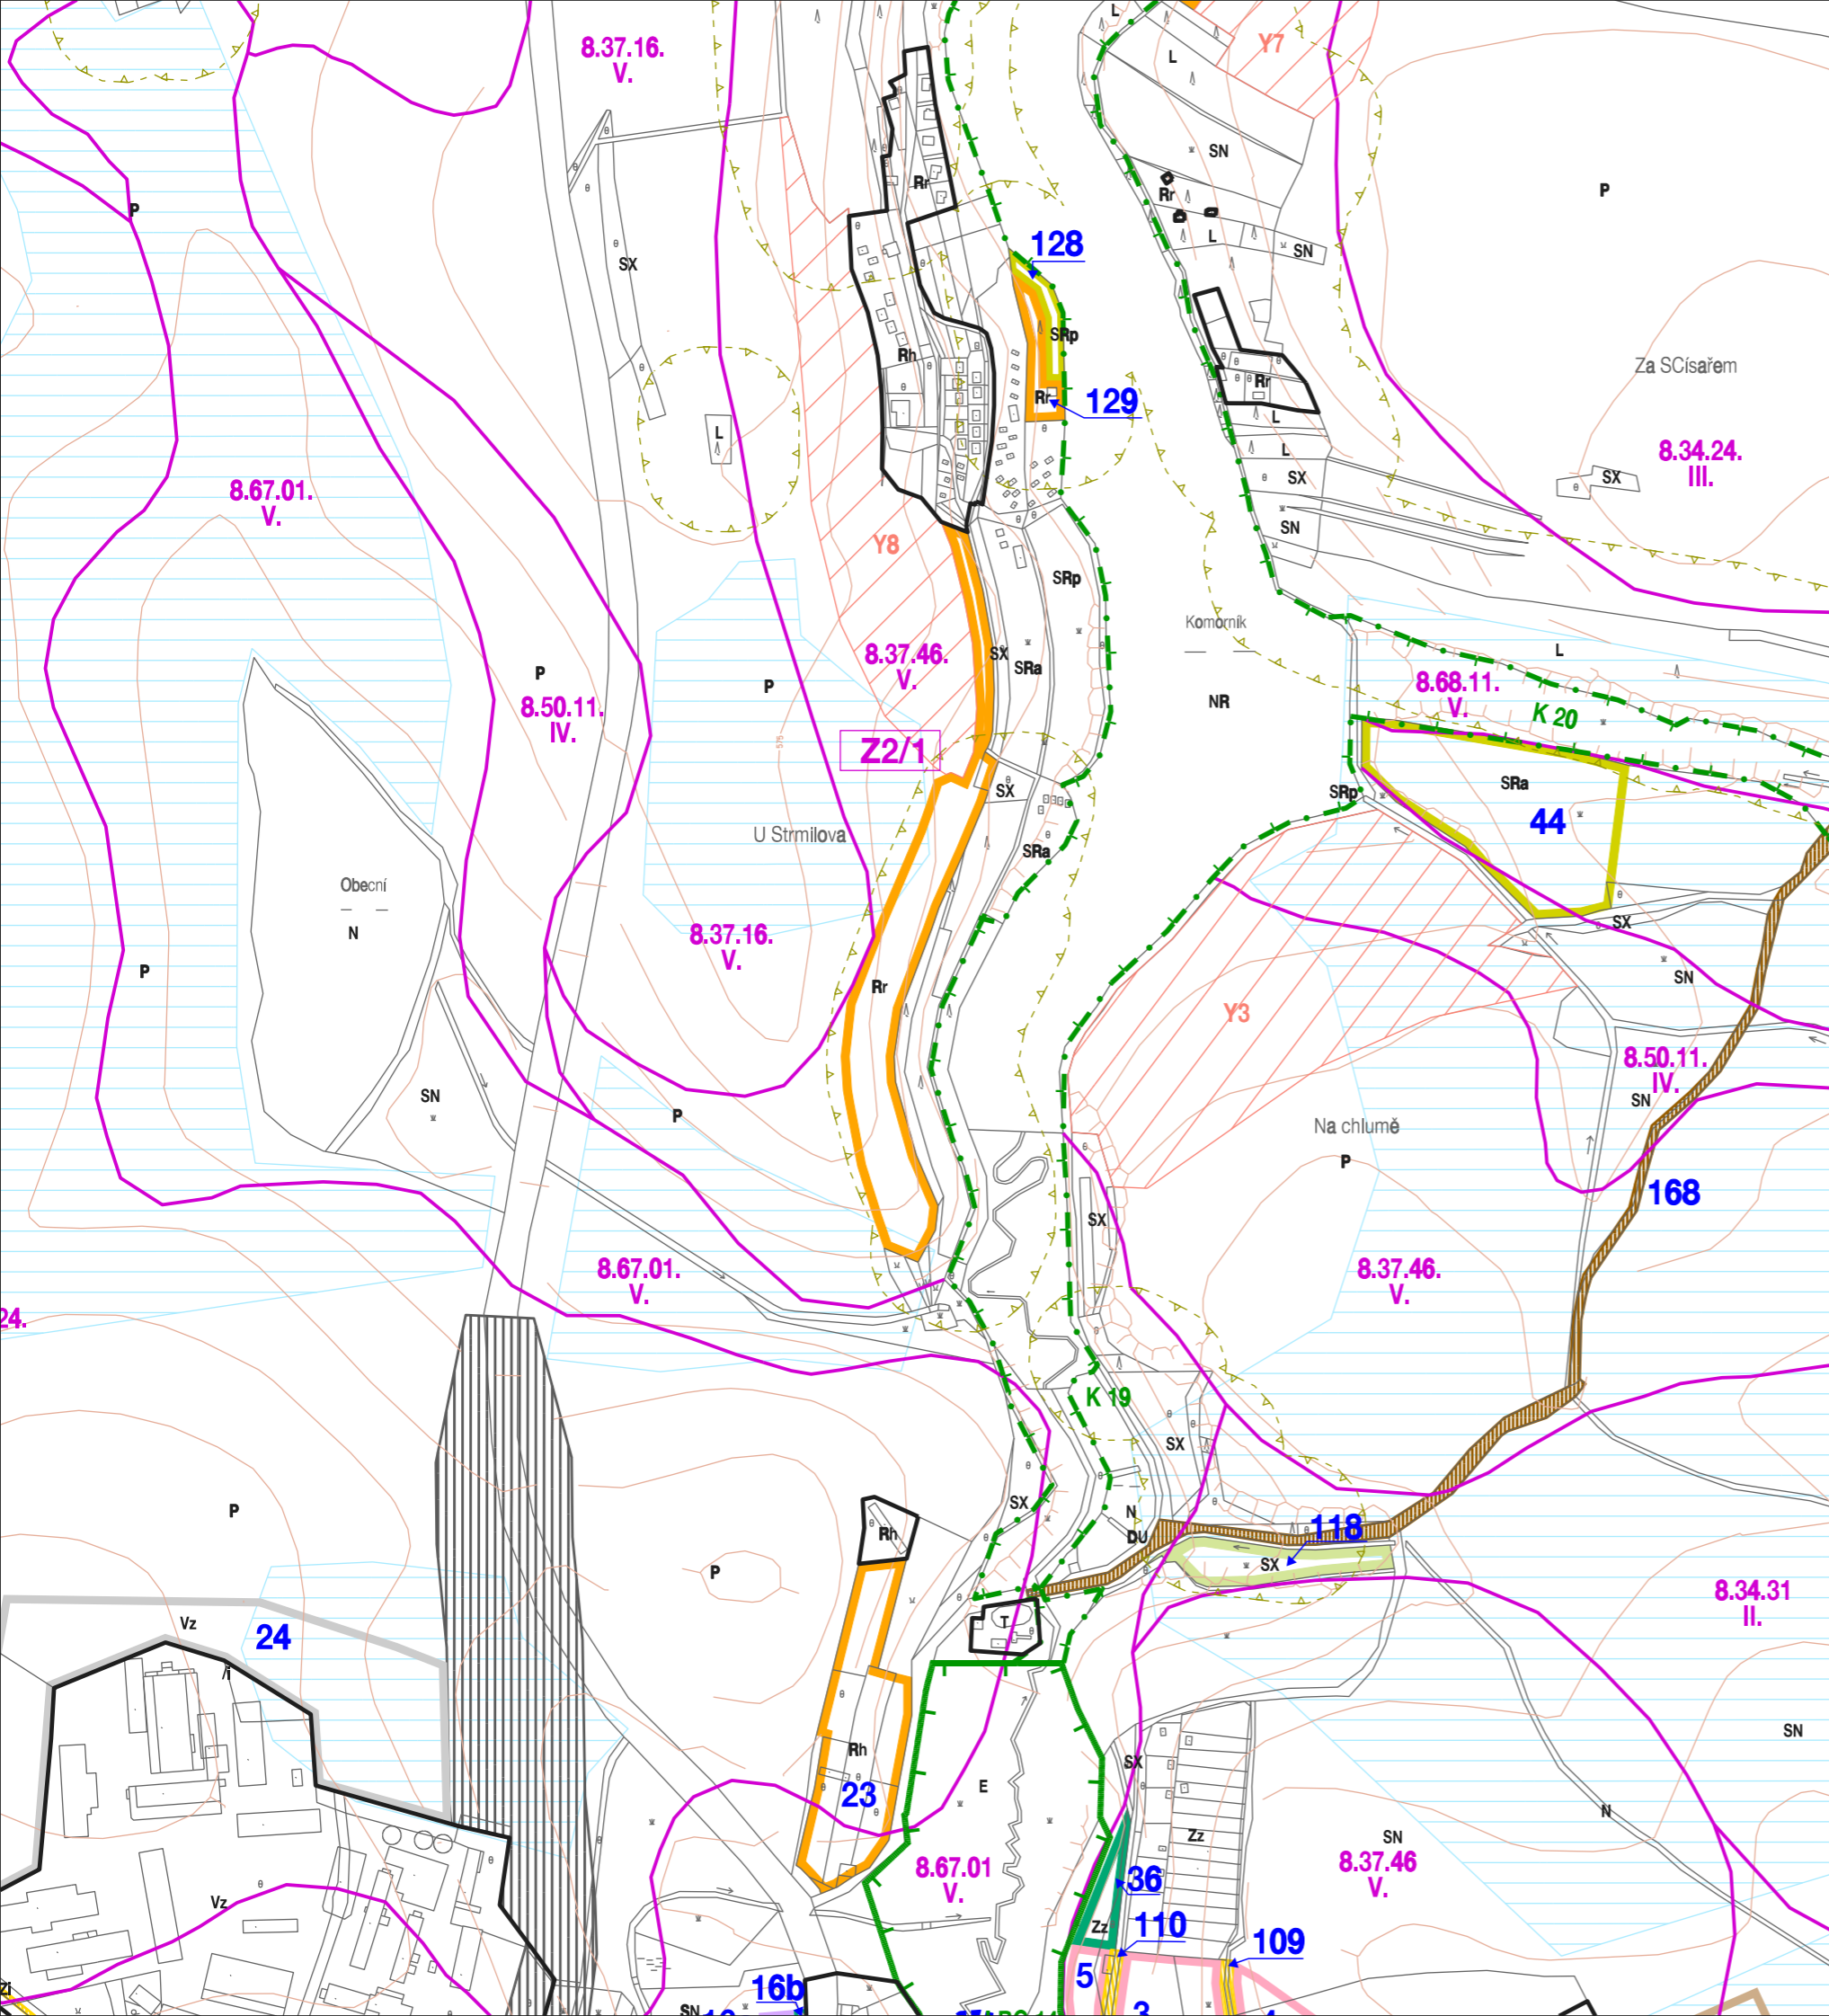 L
8.37.16.
V.
Y7
L
SN
P
P
Rr
Rr
L
SN
SX
128
SRp
Rh
Rr
129
Rr
Za SCísařem
L
L
L
8.34.24.
III.
SX
SX
8.67.01.
V.
SN
Y8
SRp
Komorník
8.37.46.
V.
SX
SRa
L
P
P
8.50.11.
IV.
NR
8.68.11.
V.
K 20
575
Z2/1
SX
SRp
SRa
44
U Strmilova
SRa
Obecní
N
8.37.16.
V.
SX
P
Rr
SN
Y3
8.50.11.
IV.
SN
SN
P
Na chlumě
P
168
SX
8.67.01.
V.
8.37.46.
V.
24.
K 19
SX
P
SX
N
DU
118
SX
Rh
P
8.34.31
II.
Vz
24
T
SN
SX
Rh
23
E
N
Zz
SN
8.37.46
V.
8.67.01
V.
36
Vz
Zz
110
109
5
Zi
16b
SN
3